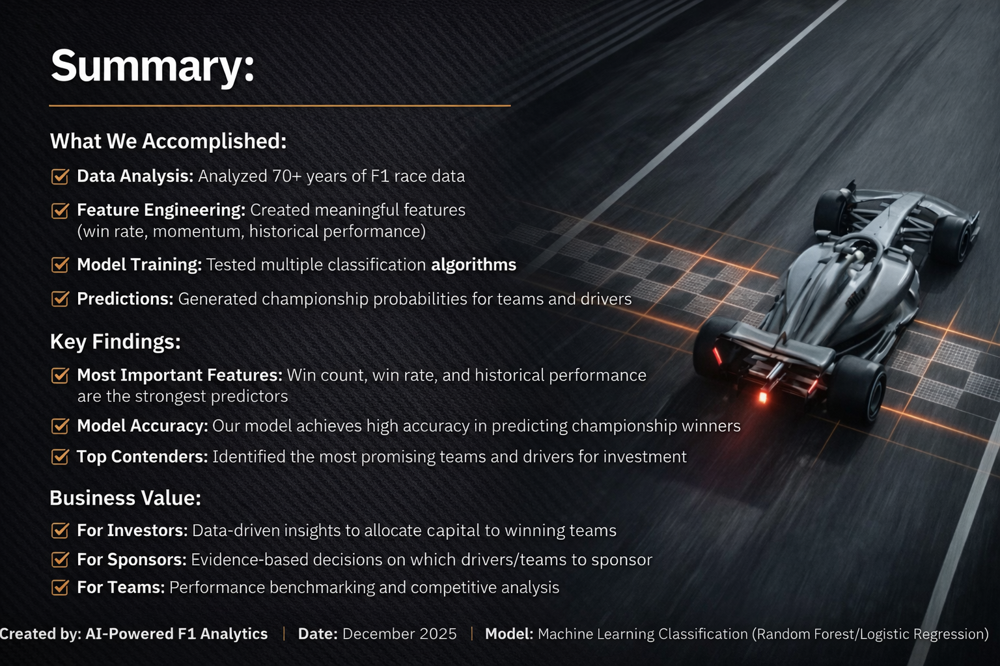 Summary:
What We Accomplished:
Data Analysis: Analyzed 70+ years of F1 race data
Feature Engineering: Created meaningful features
(win rate, momentum, historical performance)
Model Training: Tested multiple classification algorithms
Predictions: Generated championship probabilities for teams and drivers
Key Findings:
Most Important Features: Win count, win rate, and historical performance
are the strongest predictors
Model Accuracy: Our model achieves high accuracy in predicting championship winners
Top Contenders: Identified the most promising teams and drivers for investment
Business Value:
For Investors: Data-driven insights to allocate capital to winning teams
For Sponsors: Evidence-based decisions on which drivers/teams to sponsor
For Teams: Performance benchmarking and competitive analysis
Created by: AI-Powered F1 Analytics | Date: December 2025 | Model: Machine Learning Classification (Random Forest/Logistic Regression)